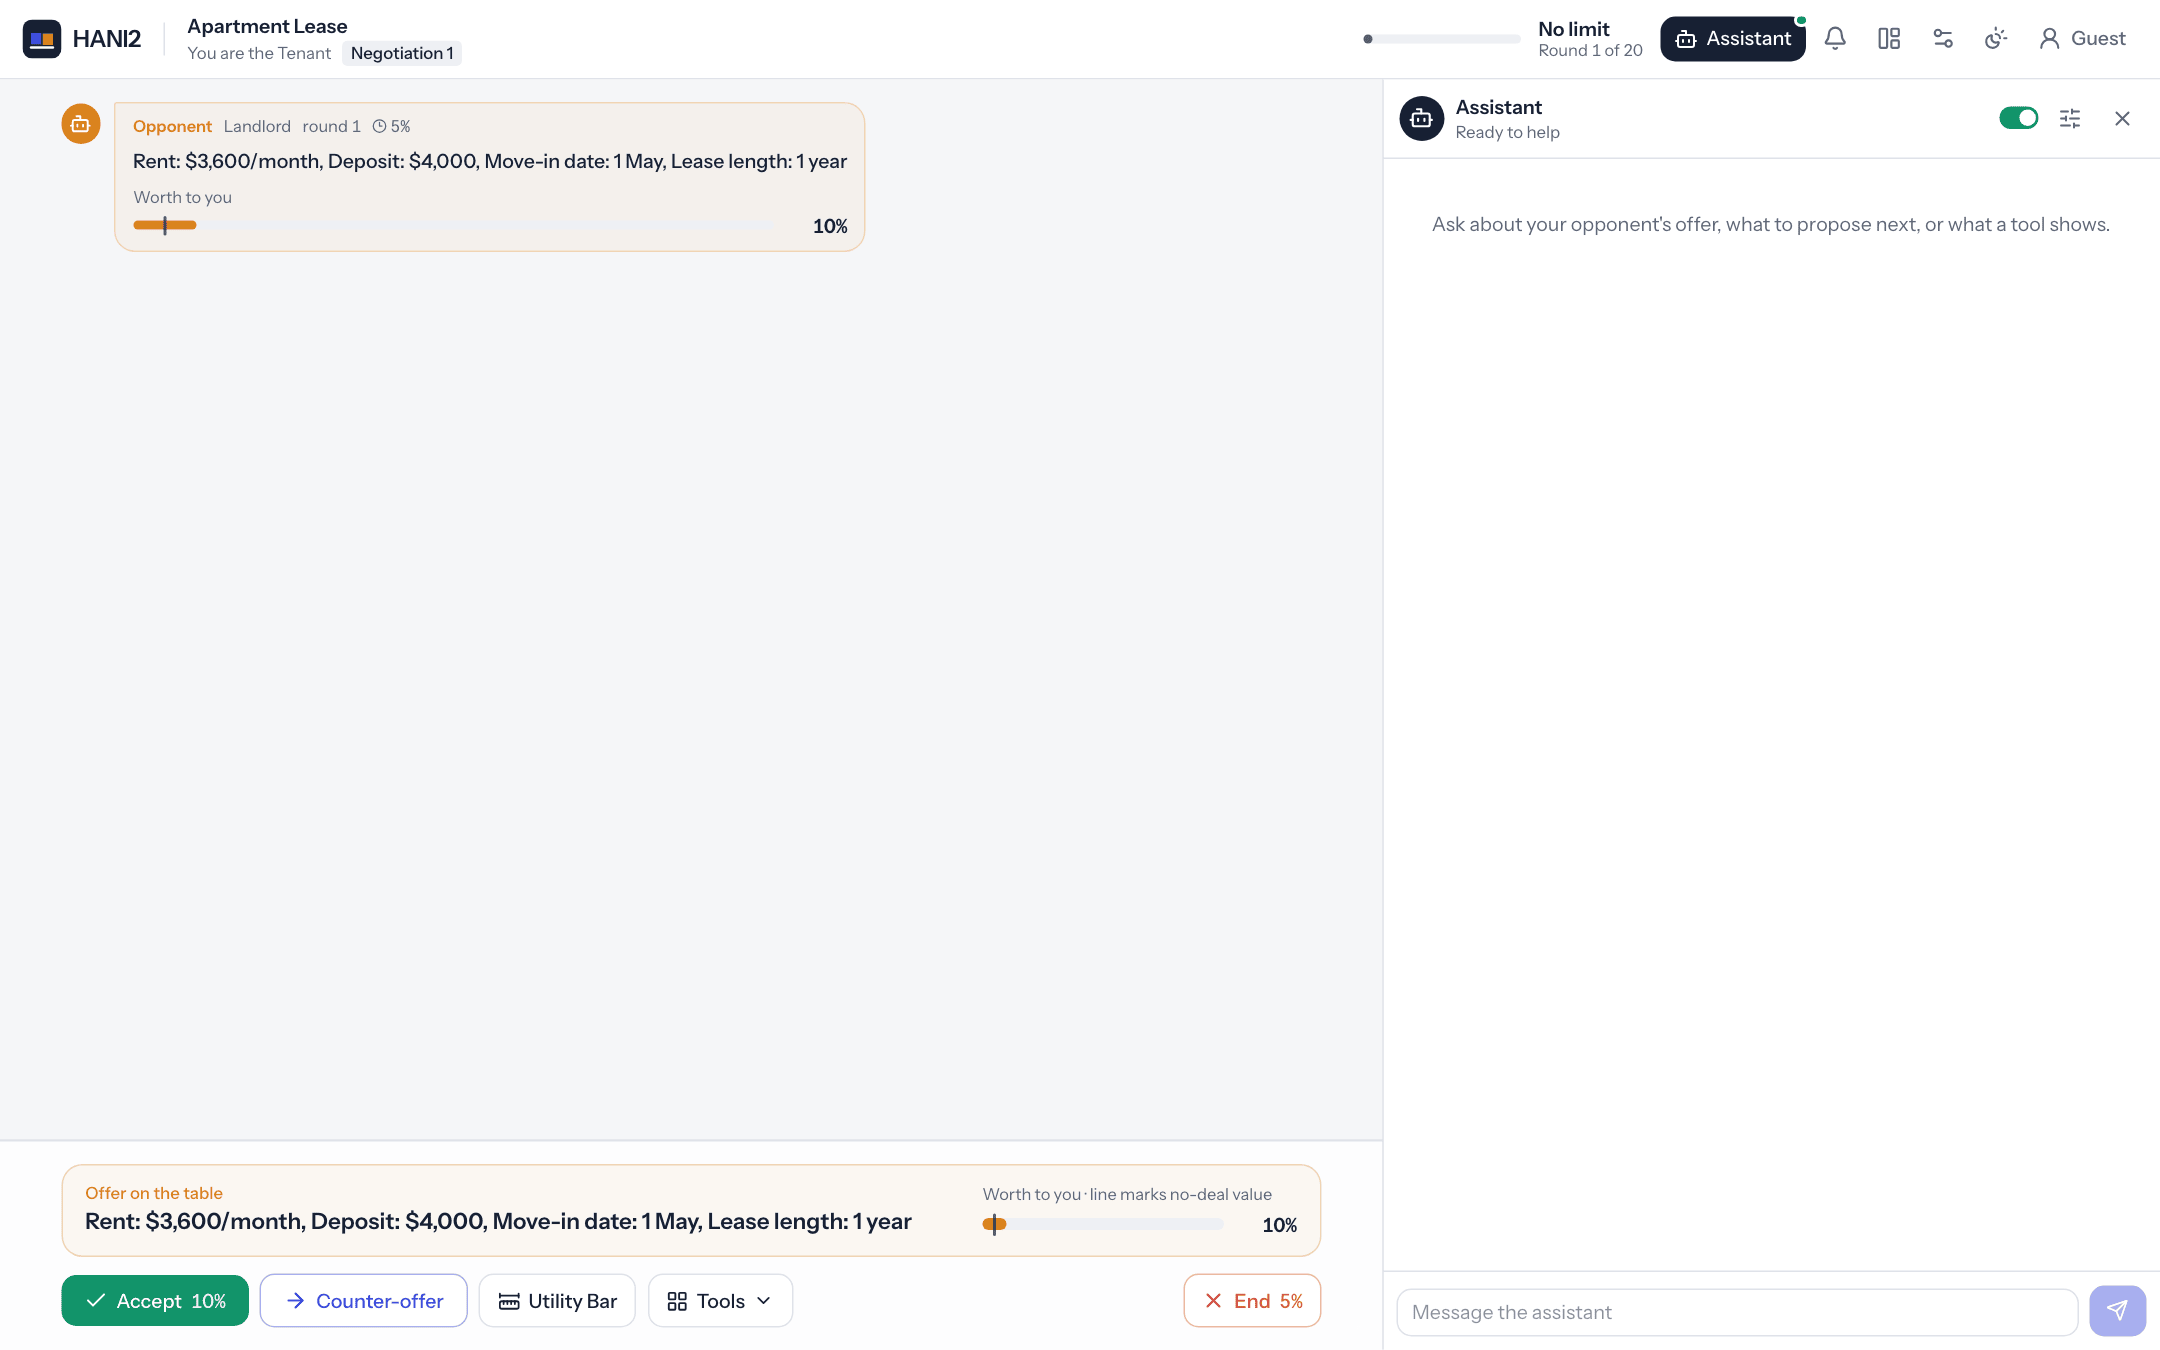 HANI2
Apartment Lease
You are the Tenant Negotiation 1
No limit
Round 1 of 20
Assistant
Guest
Opponent Landlord round 1 5%
Rent: $3,600/month, Deposit: $4,000, Move-in date: 1 May, Lease length: 1 year
Worth to you
10%
Assistant
Ready to help
Ask about your opponent's offer, what to propose next, or what a tool shows.
Offer on the table
Rent: $3,600/month, Deposit: $4,000, Move-in date: 1 May, Lease length: 1 year
Worth to you · line marks no-deal value
10%
Accept 10%
Counter-offer
Utility Bar
Tools
End 5%
Message the assistant